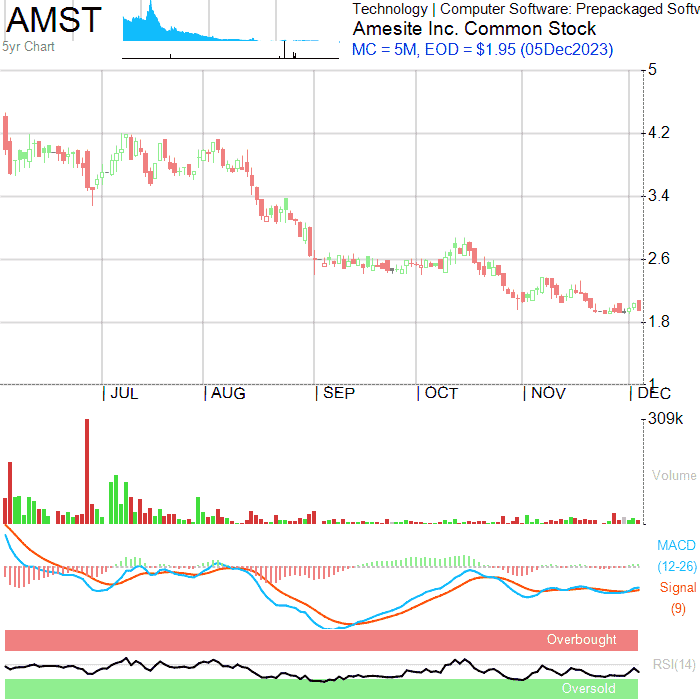 AMST
5yr Chart
Technology | Computer Software: Prepackaged Softw
Amesite Inc. Common Stock
MC = 5M, EOD = $1.95 (05Dec2023)
5
4.2
3.4
2.6
1.8
1
JUL AUG SEP OCT NOV DEC
309k
Volume
MACD
(12-26)
Signal
(9)
Overbought
RSI(14)
Oversold